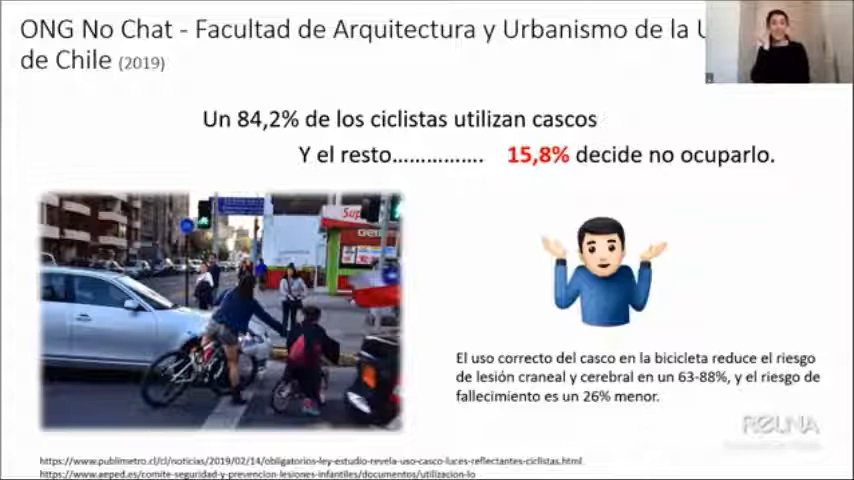 ONG No Chat - Facultad de Arquitectura y Urbanismo de la U
de Chile (2019)
Un 84,2% de los ciclistas utilizan cascos
Y el resto................ 15,8% decide no ocuparlo.
El uso correcto del casco en la bicicleta reduce el riesgo
de lesión craneal y cerebral en un 63-88%, y el riesgo de
fallecimiento es un 26% menor.
https://www.publimetro.cl/cl/noticias/2019/02/14/obligatorios-ley-estudio-revela-uso-casco-luces-reflectantes-ciclistas.html
https://www.aeped.es/comite-seguridad-y-prevencion-lesiones-infantiles/documentos/utilizacion-lo